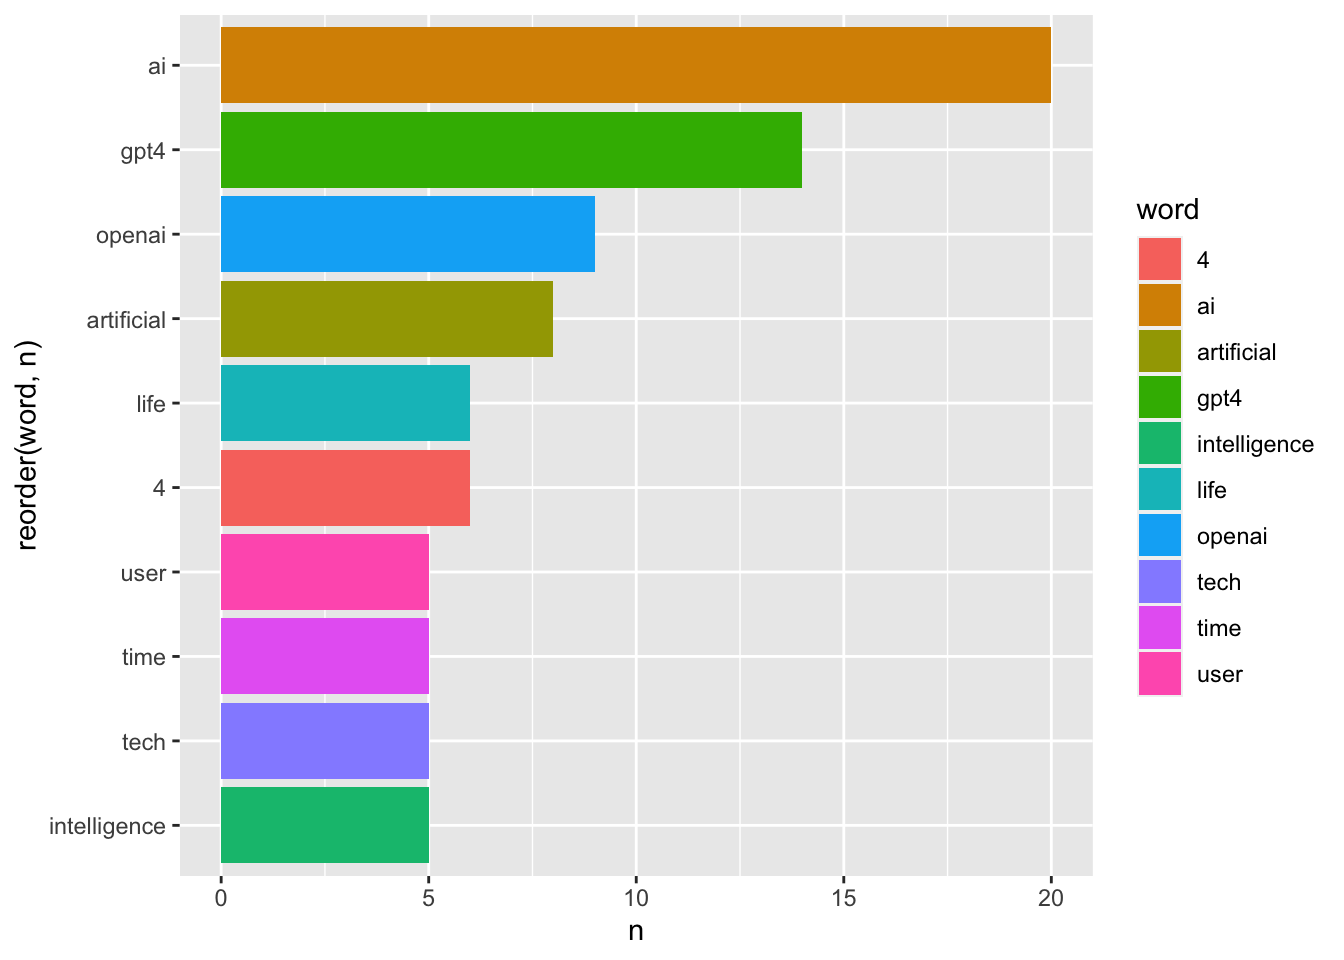 ai
gpt4
openai
artificial
life
4
user
time
tech
intelligence
reorder(word, n)
0 5 10 15 20
n
word
4
ai
artificial
gpt4
intelligence
life
openai
tech
time
user